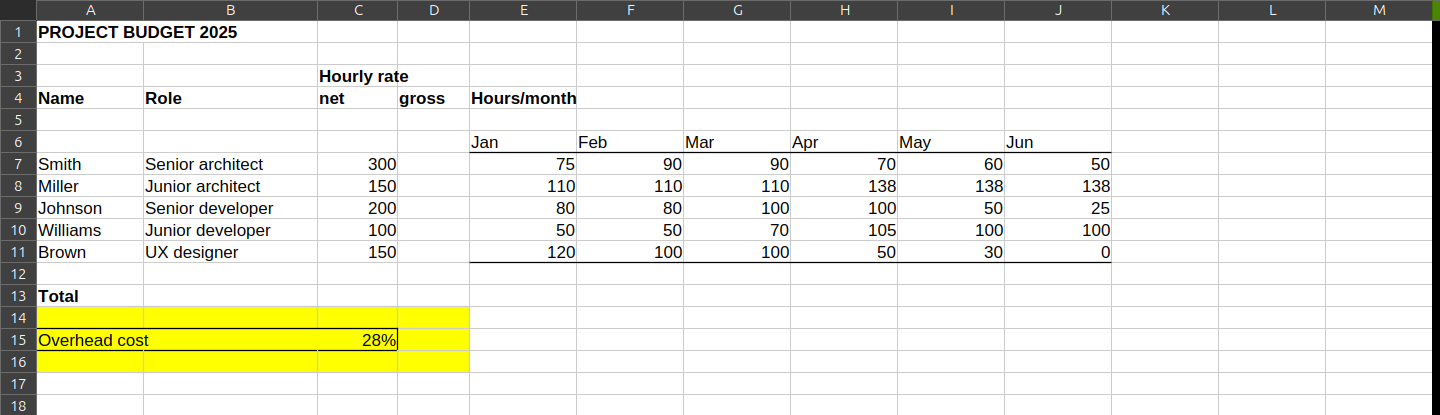 A B C D E F G H I J K L M
1 PROJECT BUDGET 2025
2
3 Hourly rate
4 Name Role net gross Hours/month
5
6 Jan Feb Mar Apr May Jun
7 Smith Senior architect 300 75 90 90 70 60 50
8 Miller Junior architect 150 110 110 110 138 138 138
9 Johnson Senior developer 200 80 80 100 100 50 25
10 Williams Junior developer 100 50 50 70 105 100 100
11 Brown UX designer 150 120 100 100 50 30 0
12
13 Total
14
15 Overhead cost 28%
16
17
18